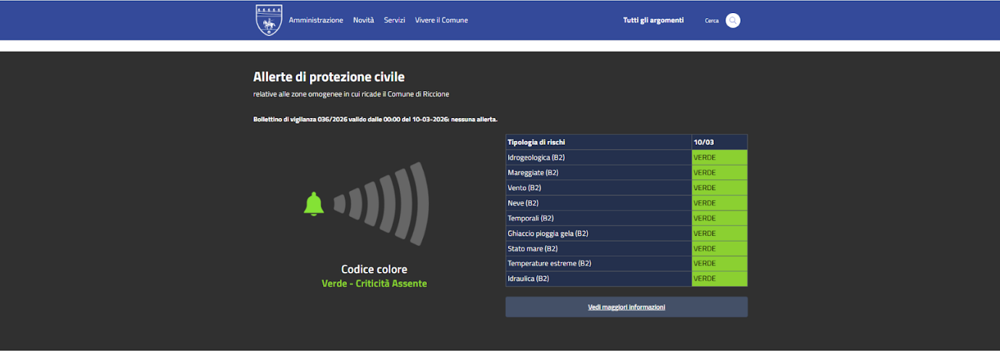 Amministrazione Novità Servizi Vivere il Comune Tutti gli argomenti Cerca
Allerte di protezione civile
relative alle zone omogenee in cui ricade il Comune di Riccione
Bollettino di vigilanza 036/2026 valido dalle 00:00 del 10-03-2026: nessuna allerta.
Tipologia di rischi 10/03
Idrogeologica (B2) VERDE
Mareggiate (B2) VERDE
Vento (B2) VERDE
Neve (B2) VERDE
Temporali (B2) VERDE
Ghiaccio pioggia gela (B2) VERDE
Stato mare (B2) VERDE
Temperature estreme (B2) VERDE
Idraulica (B2) VERDE
Codice colore
Verde - Criticità Assente
Vedi maggiori informazioni